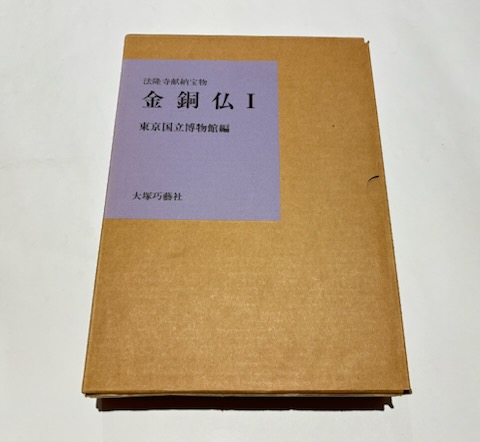 法隆寺献納宝物
金銅仏 I
東京国立博物館編
大塚巧藝社